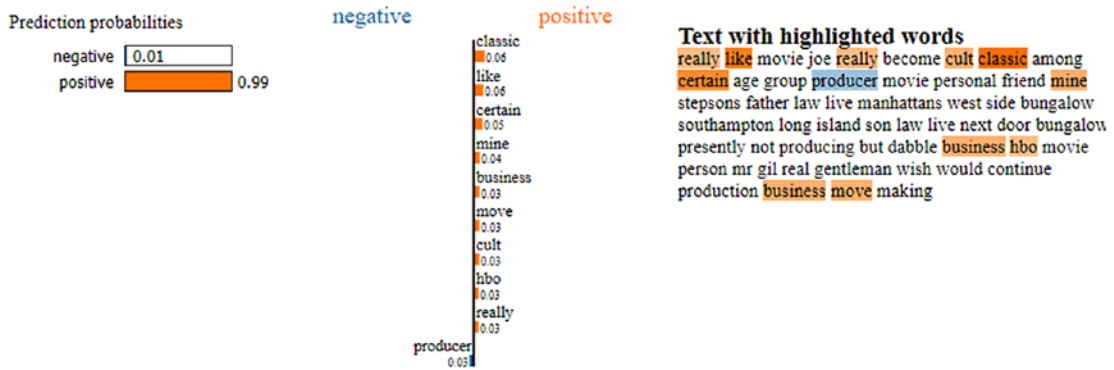 Prediction probabilities
negative 0.01
positive 0.99
negative positive
classic
0.06
like
0.06
certain
0.05
mine
0.04
business
0.03
move
0.03
cult
0.03
hbo
0.03
really
0.03
producer
0.03
Text with highlighted words
really like movie joe really become cult classic among
certain age group producer movie personal friend mine
stepsons father law live manhattans west side bungalow
southampton long island son law live next door bungalow
presently not producing but dabble business hbo movie
person mr gil real gentleman wish would continue
production business move making